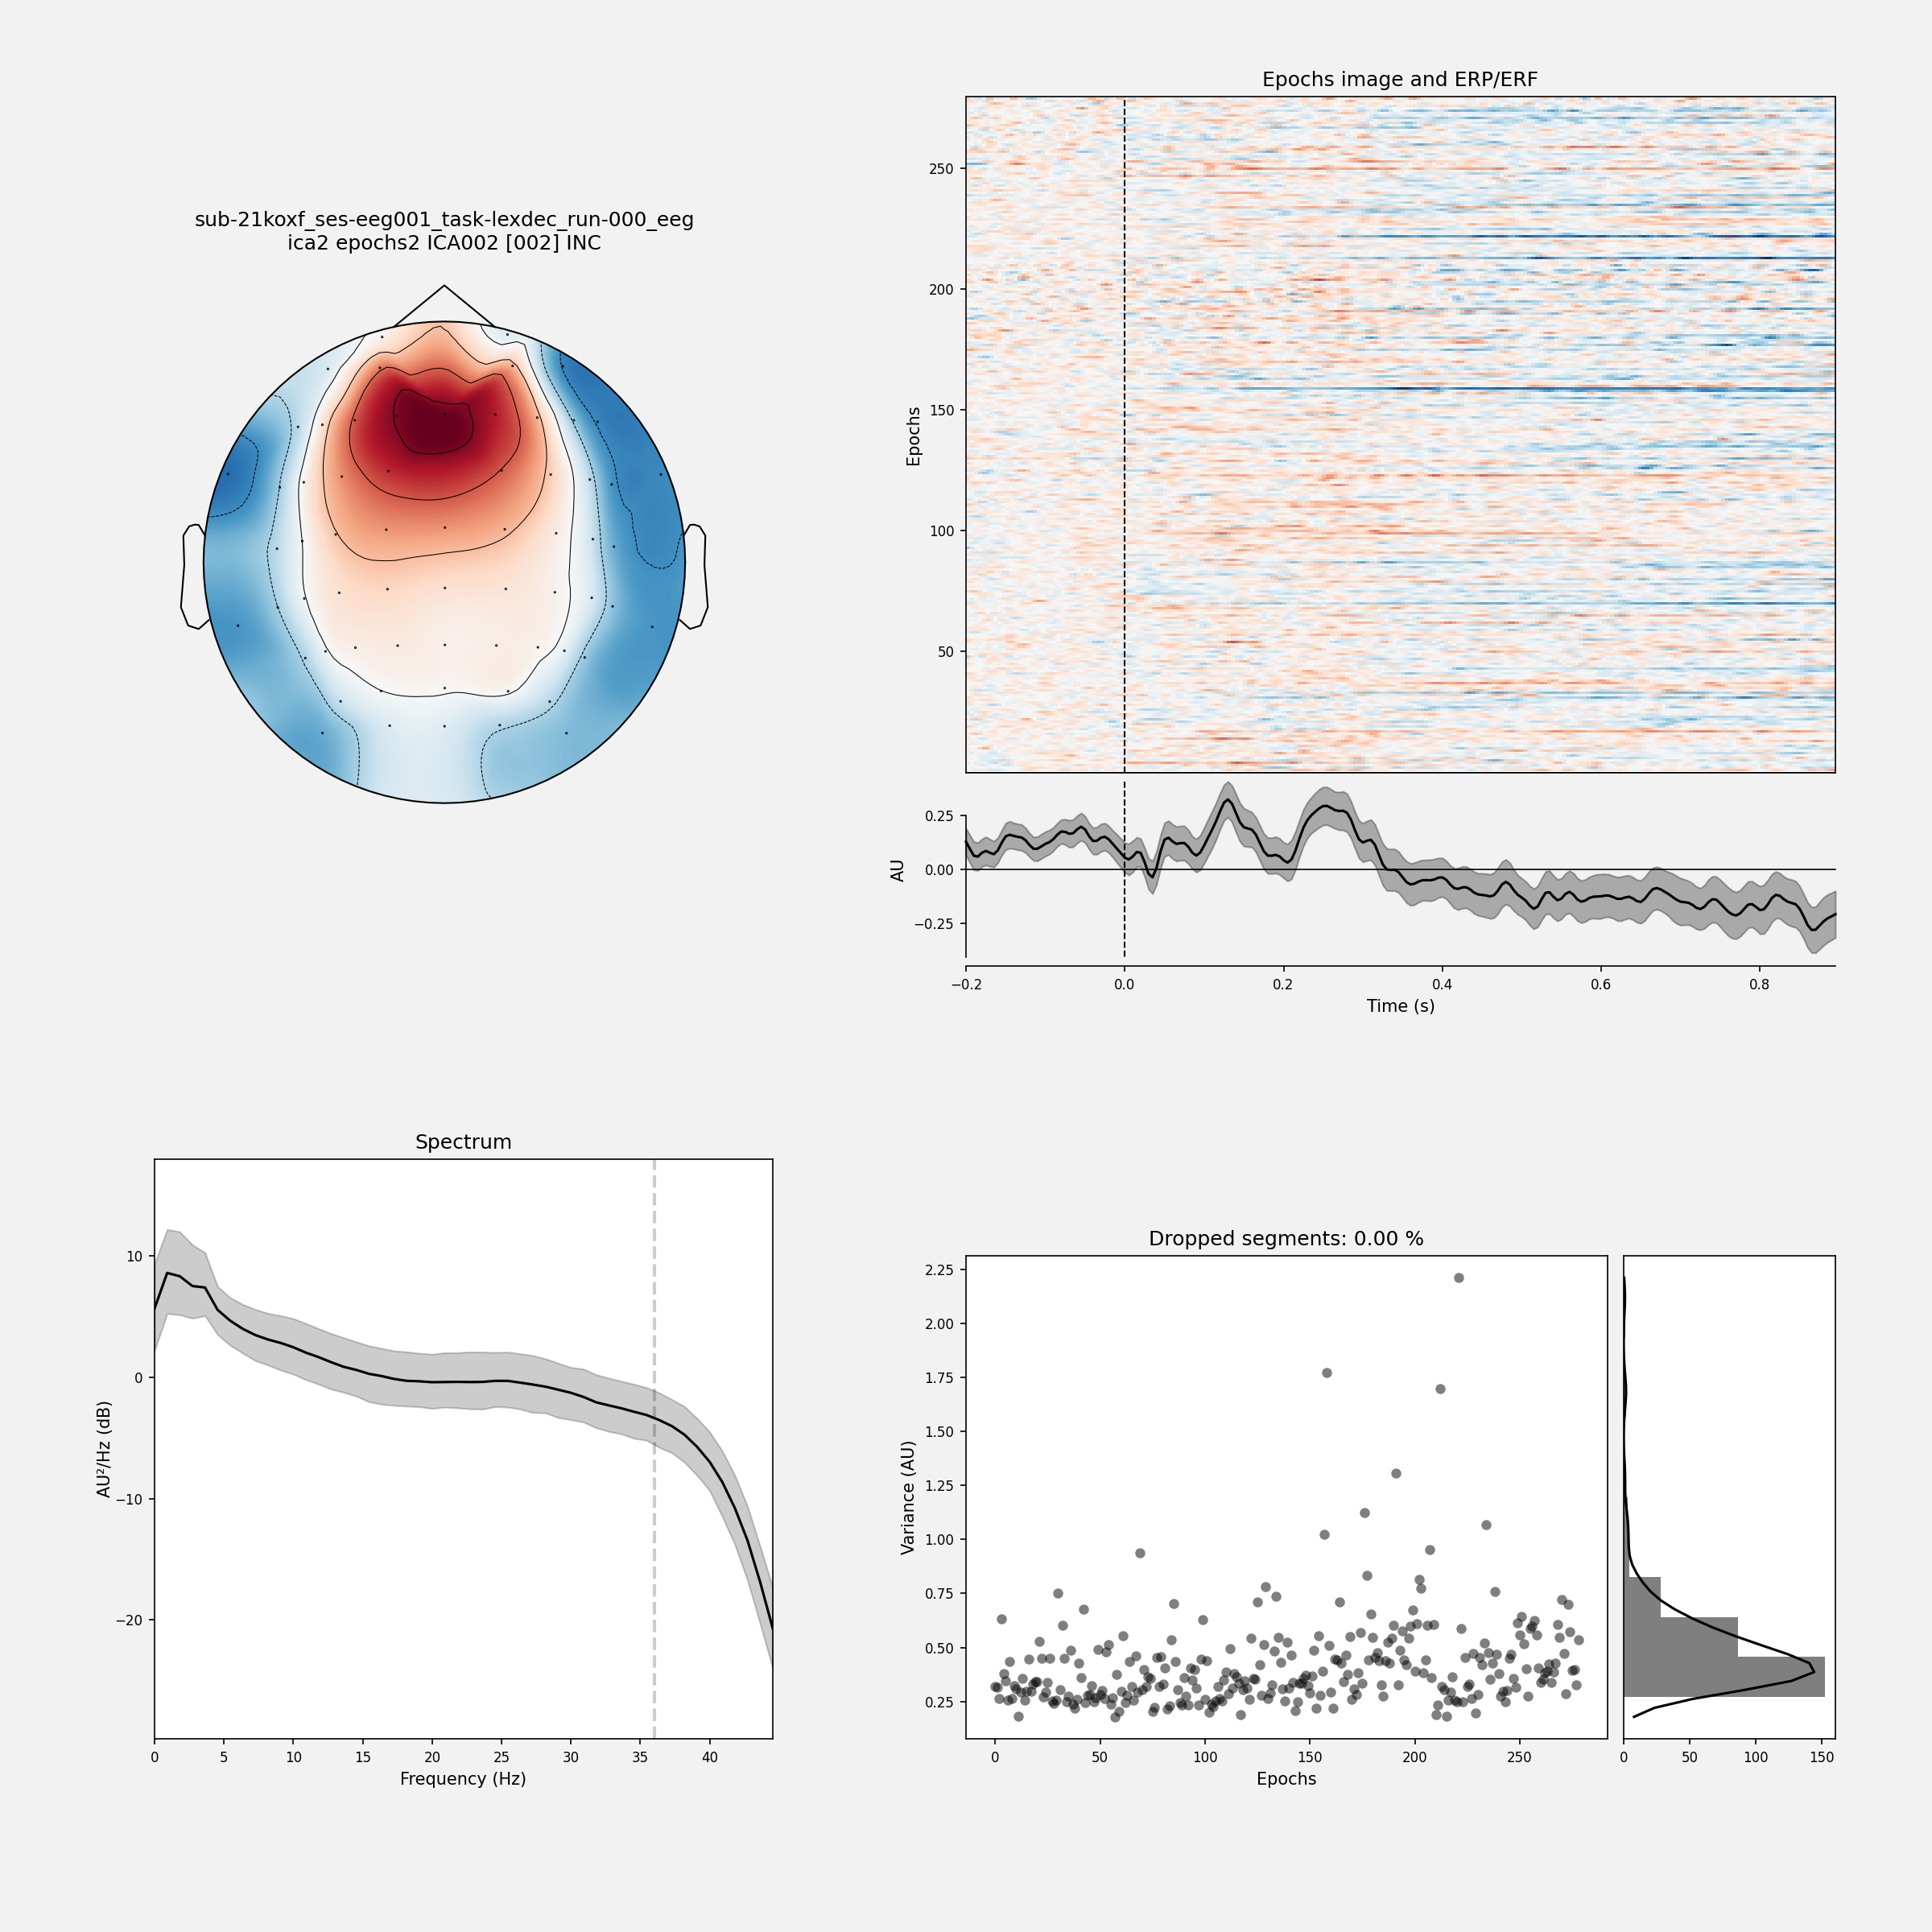 sub-21koxf_ses-eeg001_task-lexdec_run-000_eeg
ica2 epochs2 ICA002 [002] INC
Epochs image and ERP/ERF
Epochs
250
200
150
100
50
AU
0.25
0.00
−0.25
−0.2 0.0 0.2 0.4 0.6 0.8
Time (s)
Spectrum
AU²/Hz (dB)
10
0
−10
−20
0 5 10 15 20 25 30 35 40
Frequency (Hz)
Dropped segments: 0.00 %
Variance (AU)
2.25
2.00
1.75
1.50
1.25
1.00
0.75
0.50
0.25
0 50 100 150 200 250
Epochs
0 50 100 150